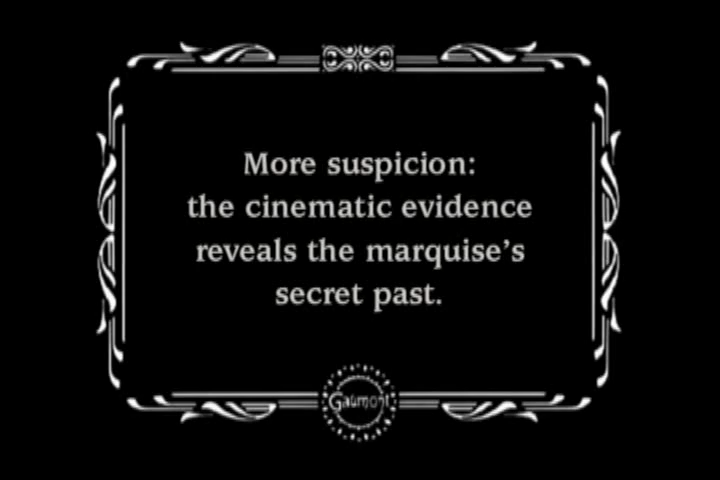 More suspicion:
the cinematic evidence
reveals the marquise’s
secret past.
Gaumont